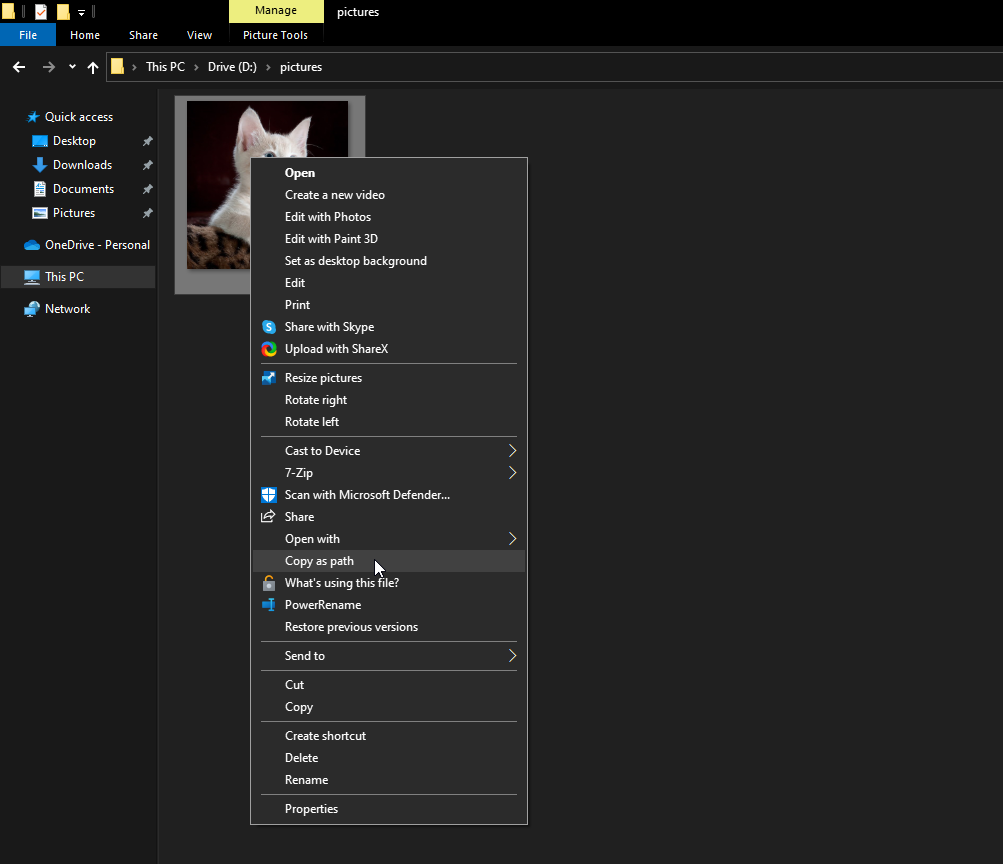 Manage
pictures
File
Home
Share
View
Picture Tools
This PC
Drive (D:)
pictures
Quick access
Desktop
Downloads
Documents
Pictures
OneDrive - Personal
This PC
Network
Open
Create a new video
Edit with Photos
Edit with Paint 3D
Set as desktop background
Edit
Print
Share with Skype
Upload with ShareX
Resize pictures
Rotate right
Rotate left
Cast to Device
7-Zip
Scan with Microsoft Defender...
Share
Open with
Copy as path
What's using this file?
PowerRename
Restore previous versions
Send to
Cut
Copy
Create shortcut
Delete
Rename
Properties